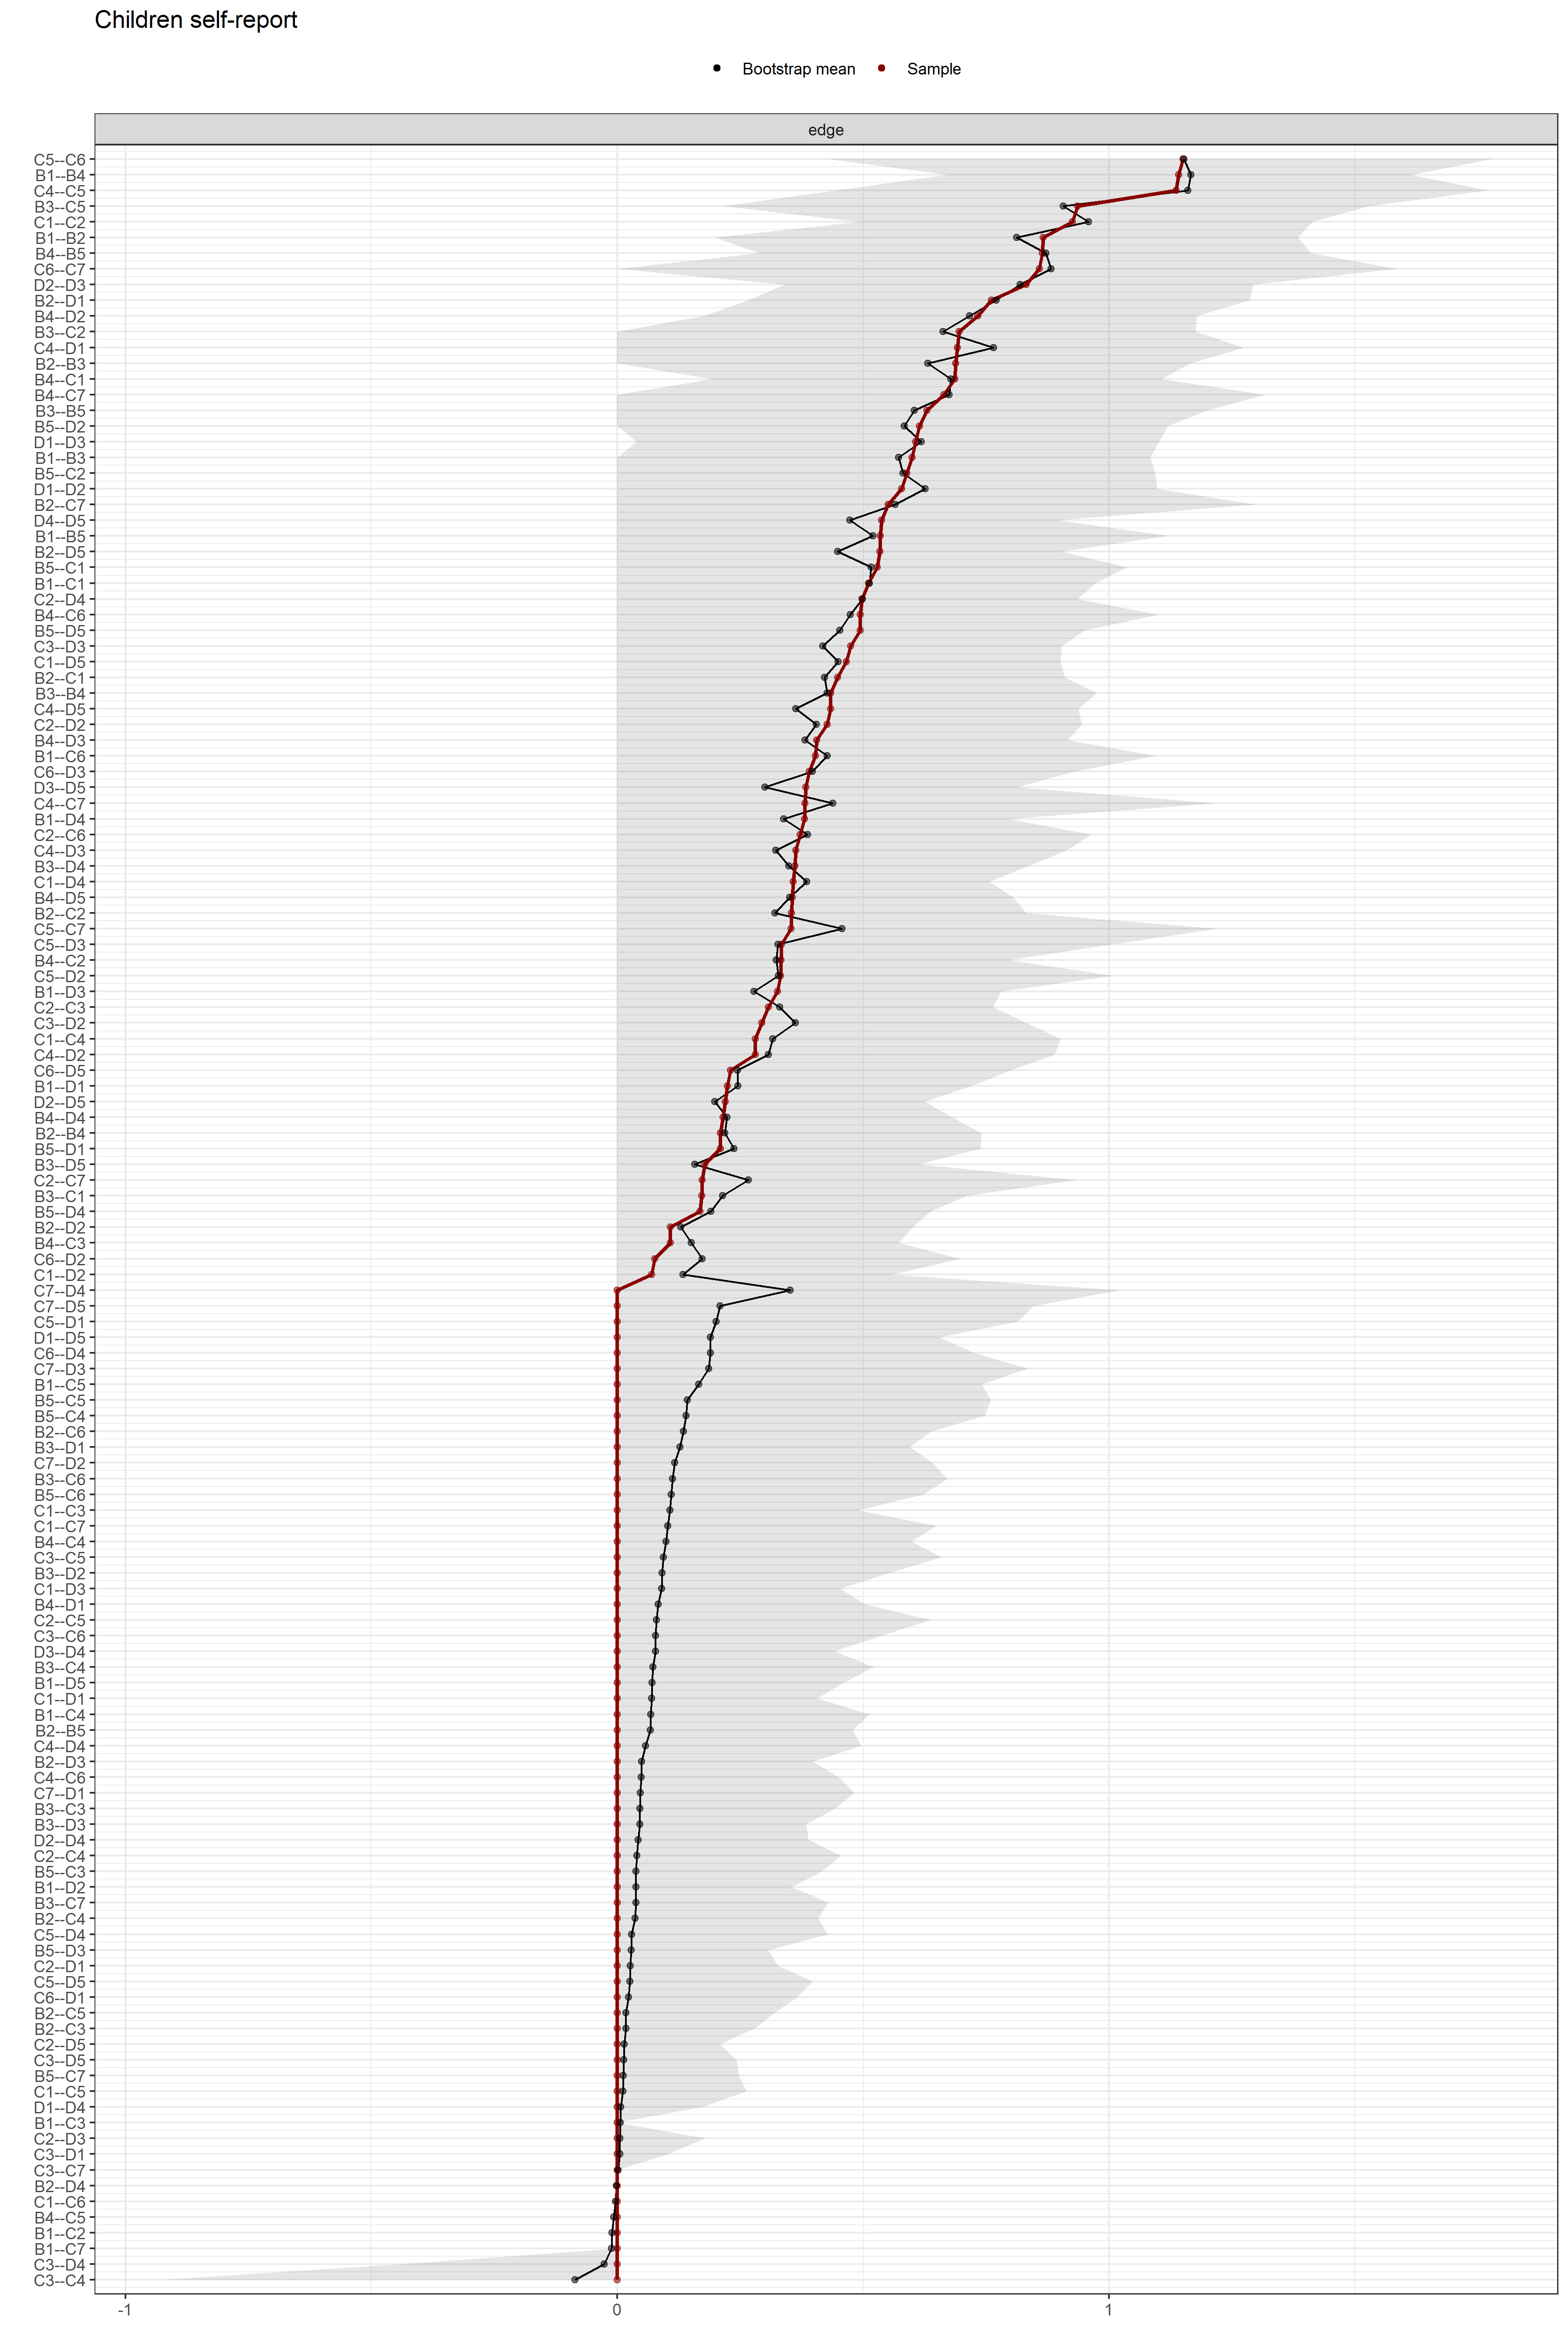 Children self-report
Bootstrap mean Sample
edge
C5--C6
B1--B4
C4--C5
B3--C5
C1--C2
B1--B2
B4--B5
C6--C7
D2--D3
B2--D1
B4--D2
B3--C2
C4--D1
B2--B3
B4--C1
B4--C7
B3--B5
B5--D2
D1--D3
B1--B3
B5--C2
D1--D2
B2--C7
D4--D5
B1--B5
B2--D5
B5--C1
B1--C1
C2--D4
B4--C6
B5--D5
C3--D3
C1--D5
B2--C1
B3--B4
C4--D5
C2--D2
B4--D3
B1--C6
C6--D3
D3--D5
C4--C7
B1--D4
C2--C6
C4--D3
B3--D4
C1--D4
B4--D5
B2--C2
C5--C7
C5--D3
B4--C2
C5--D2
B1--D3
C2--C3
C3--D2
C1--C4
C4--D2
C6--D5
B1--D1
D2--D5
B4--D4
B2--B4
B5--D1
B3--D5
C2--C7
B3--C1
B5--D4
B2--D2
B4--C3
C6--D2
C1--D2
C7--D4
C7--D5
C5--D1
D1--D5
C6--D4
C7--D3
B1--C5
B5--C5
B5--C4
B2--C6
B3--D1
C7--D2
B3--C6
B5--C6
C1--C3
C1--C7
B4--C4
C3--C5
B3--D2
C1--D3
B4--D1
C2--C5
C3--C6
D3--D4
B3--C4
B1--D5
C1--D1
B1--C4
B2--B5
C4--D4
B2--D3
C4--C6
C7--D1
B3--C3
B3--D3
D2--D4
C2--C4
B5--C3
B1--D2
B3--C7
B2--C4
C5--D4
B5--D3
C2--D1
C5--D5
C6--D1
B2--C5
B2--C3
C2--D5
C3--D5
B5--C7
C1--C5
D1--D4
B1--C3
C2--D3
C3--D1
C3--C7
B2--D4
C1--C6
B4--C5
B1--C2
B1--C7
C3--D4
C3--C4
-1 0 1